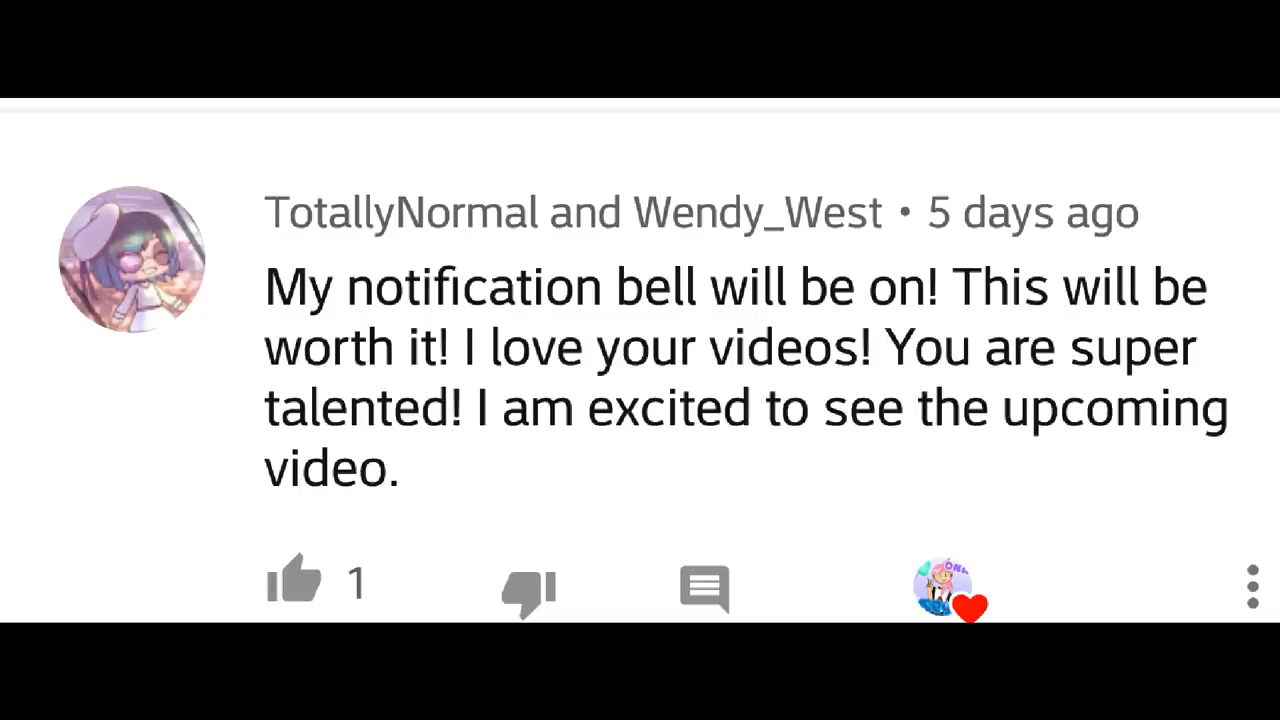 TotallyNormal and Wendy_West • 5 days ago
My notification bell will be on! This will be
worth it! I love your videos! You are super
talented! I am excited to see the upcoming
video.
1